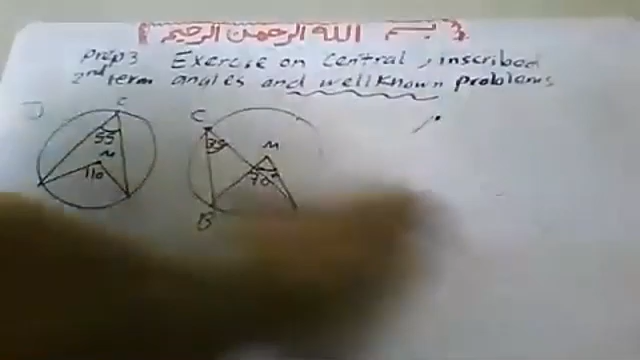 بسم الله الرحمن الرحيم
Prep3 Exercise on central, inscribed
2nd term angles and wellknown problems
C
55
M
110
C
35
M
70°
B